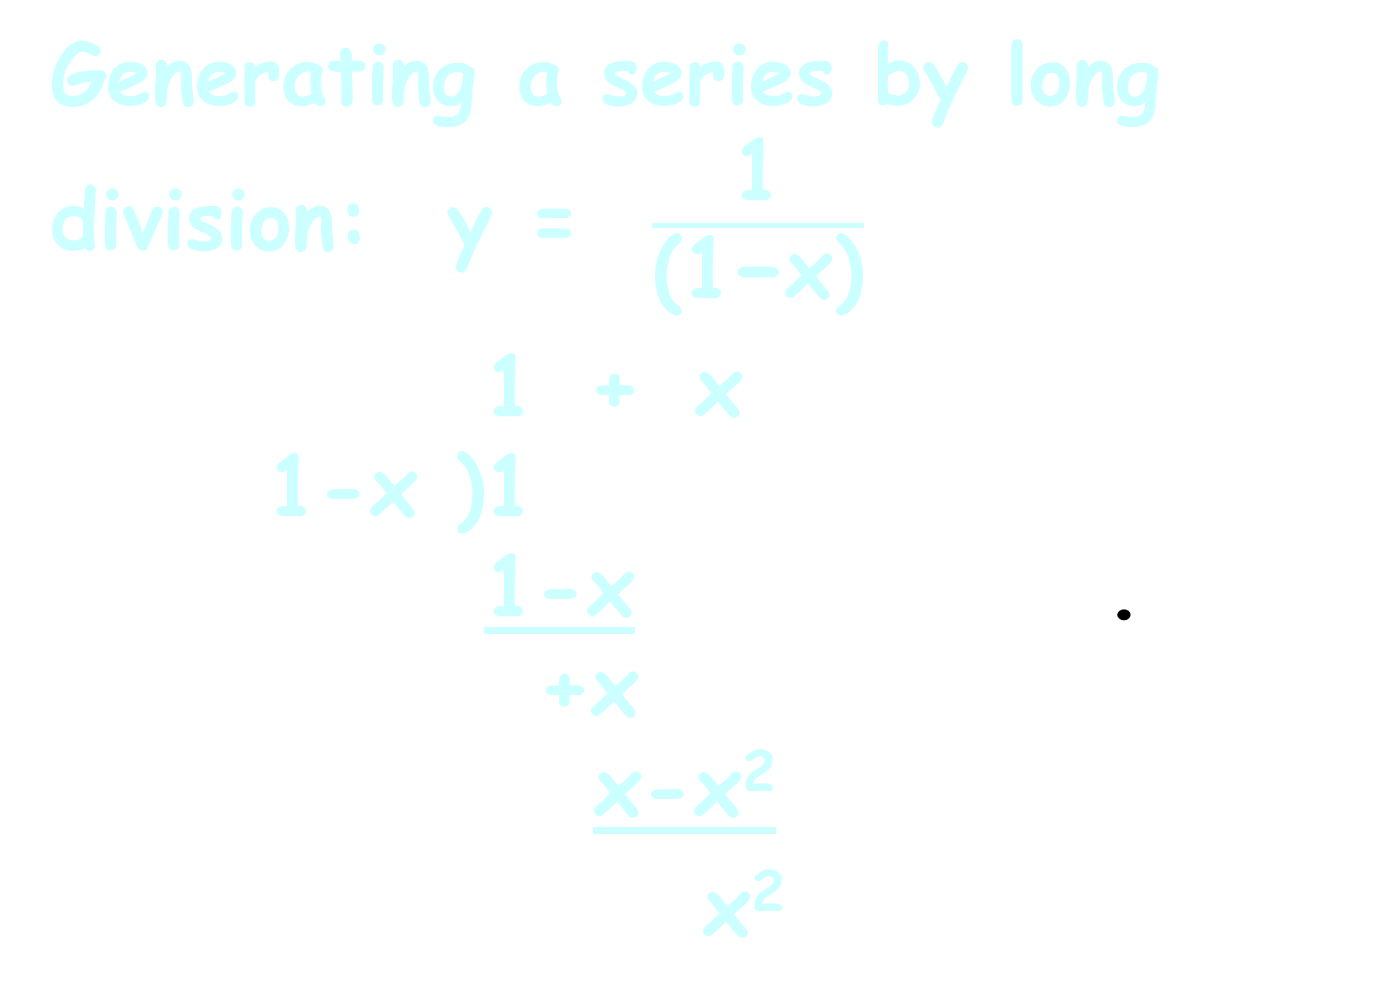 Generating a series by long
division: y = 1
(1-x)
1 + x
1-x )1
1-x
+x
x-x²
x²